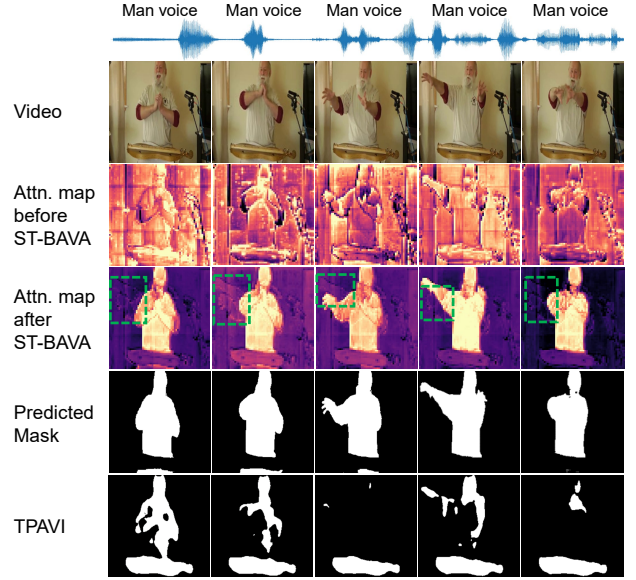 Man voice Man voice Man voice Man voice Man voice
Video
Attn. map
before
ST-BAVA
Attn. map
after
ST-BAVA
Predicted
Mask
TPAVI